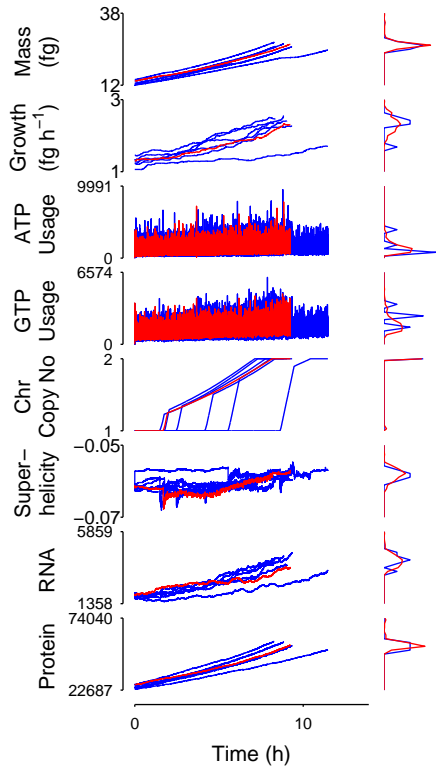 38
Mass
(fg)
12
3
Growth
(fg h⁻¹)
1
9991
ATP
Usage
0
6574
GTP
Usage
0
2
Chr
Copy No
1
−0.05
Super−
helicity
−0.07
5859
RNA
1358
74040
Protein
22687
0 10
Time (h)